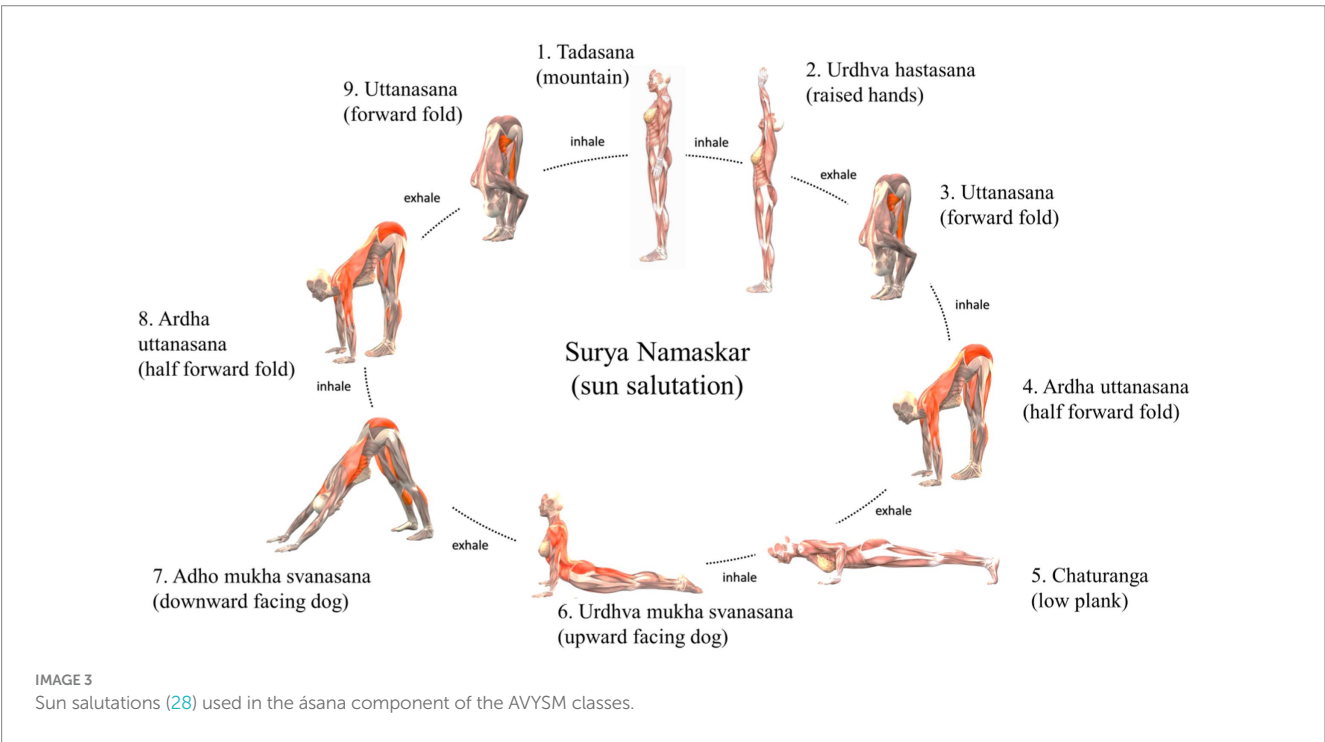 1. Tadasana
(mountain)
inhale
2. Urdhva hastasana
(raised hands)
exhale
3. Uttanasana
(forward fold)
inhale
4. Ardha uttanasana
(half forward fold)
exhale
5. Chaturanga
(low plank)
inhale
6. Urdhva mukha svanasana
(upward facing dog)
exhale
7. Adho mukha svanasana
(downward facing dog)
inhale
8. Ardha
uttanasana
(half forward fold)
exhale
9. Uttanasana
(forward fold)
inhale
Surya Namaskar
(sun salutation)
IMAGE 3
Sun salutations (28) used in the ásana component of the AVYSM classes.